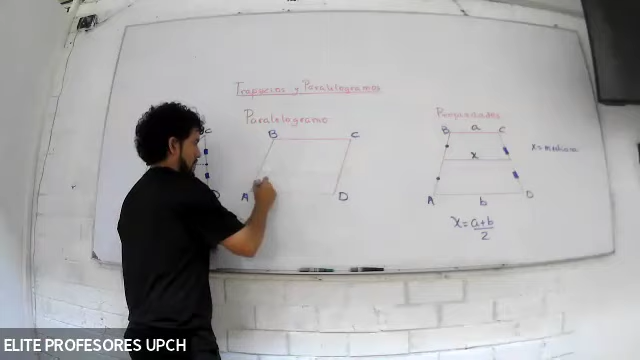 Trapecios y Paralelogramos
Paralelogramo
Propiedades
B
C
A
D
B a C
x
x = mediana
A b D
x = a+b
2
C
D
ELITE PROFESORES UPCH